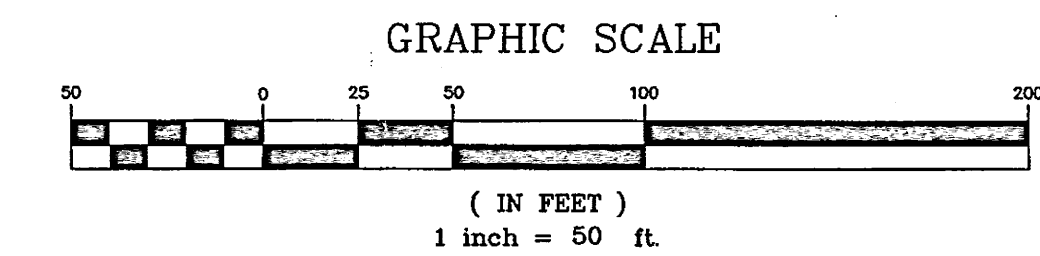 GRAPHIC SCALE
50 0 25 50 100 200
( IN FEET )
1 inch = 50 ft.